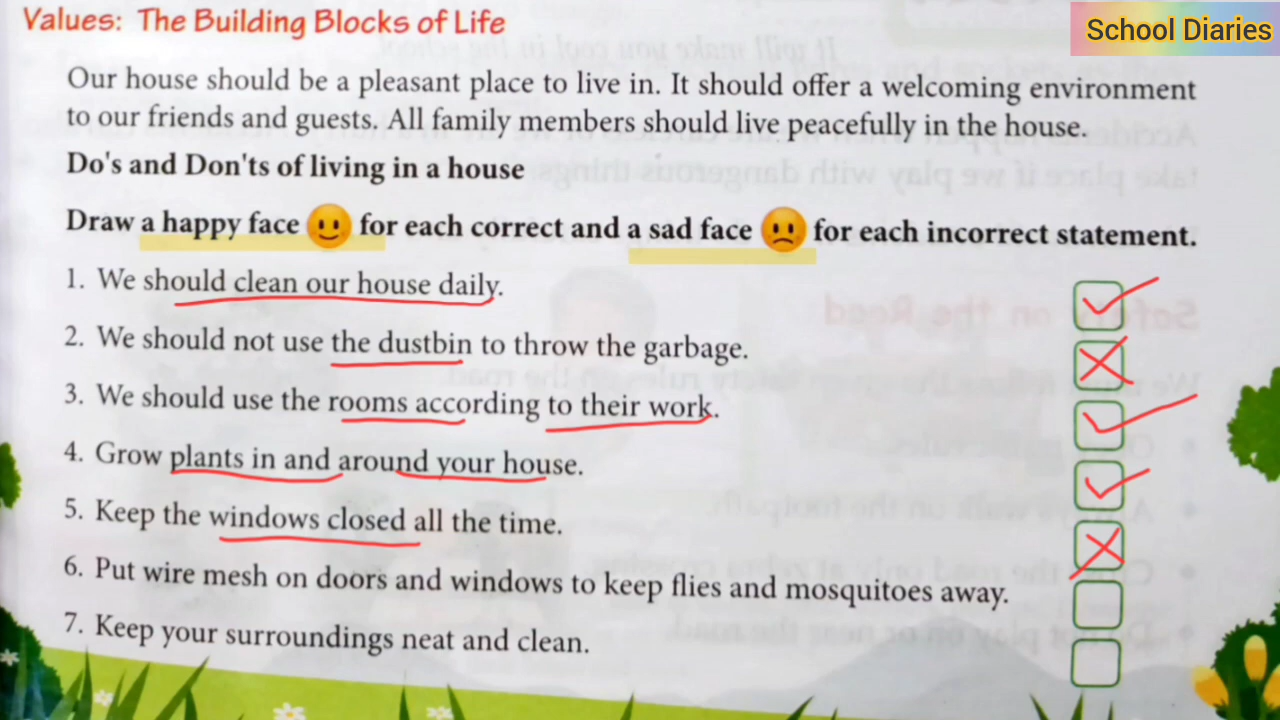 Values: The Building Blocks of Life
School Diaries
Our house should be a pleasant place to live in. It should offer a welcoming environment
to our friends and guests. All family members should live peacefully in the house.
Do's and Don'ts of living in a house
Draw a happy face for each correct and a sad face for each incorrect statement.
1. We should clean our house daily.
2. We should not use the dustbin to throw the garbage.
3. We should use the rooms according to their work.
4. Grow plants in and around your house.
5. Keep the windows closed all the time.
6. Put wire mesh on doors and windows to keep flies and mosquitoes away.
7. Keep your surroundings neat and clean.